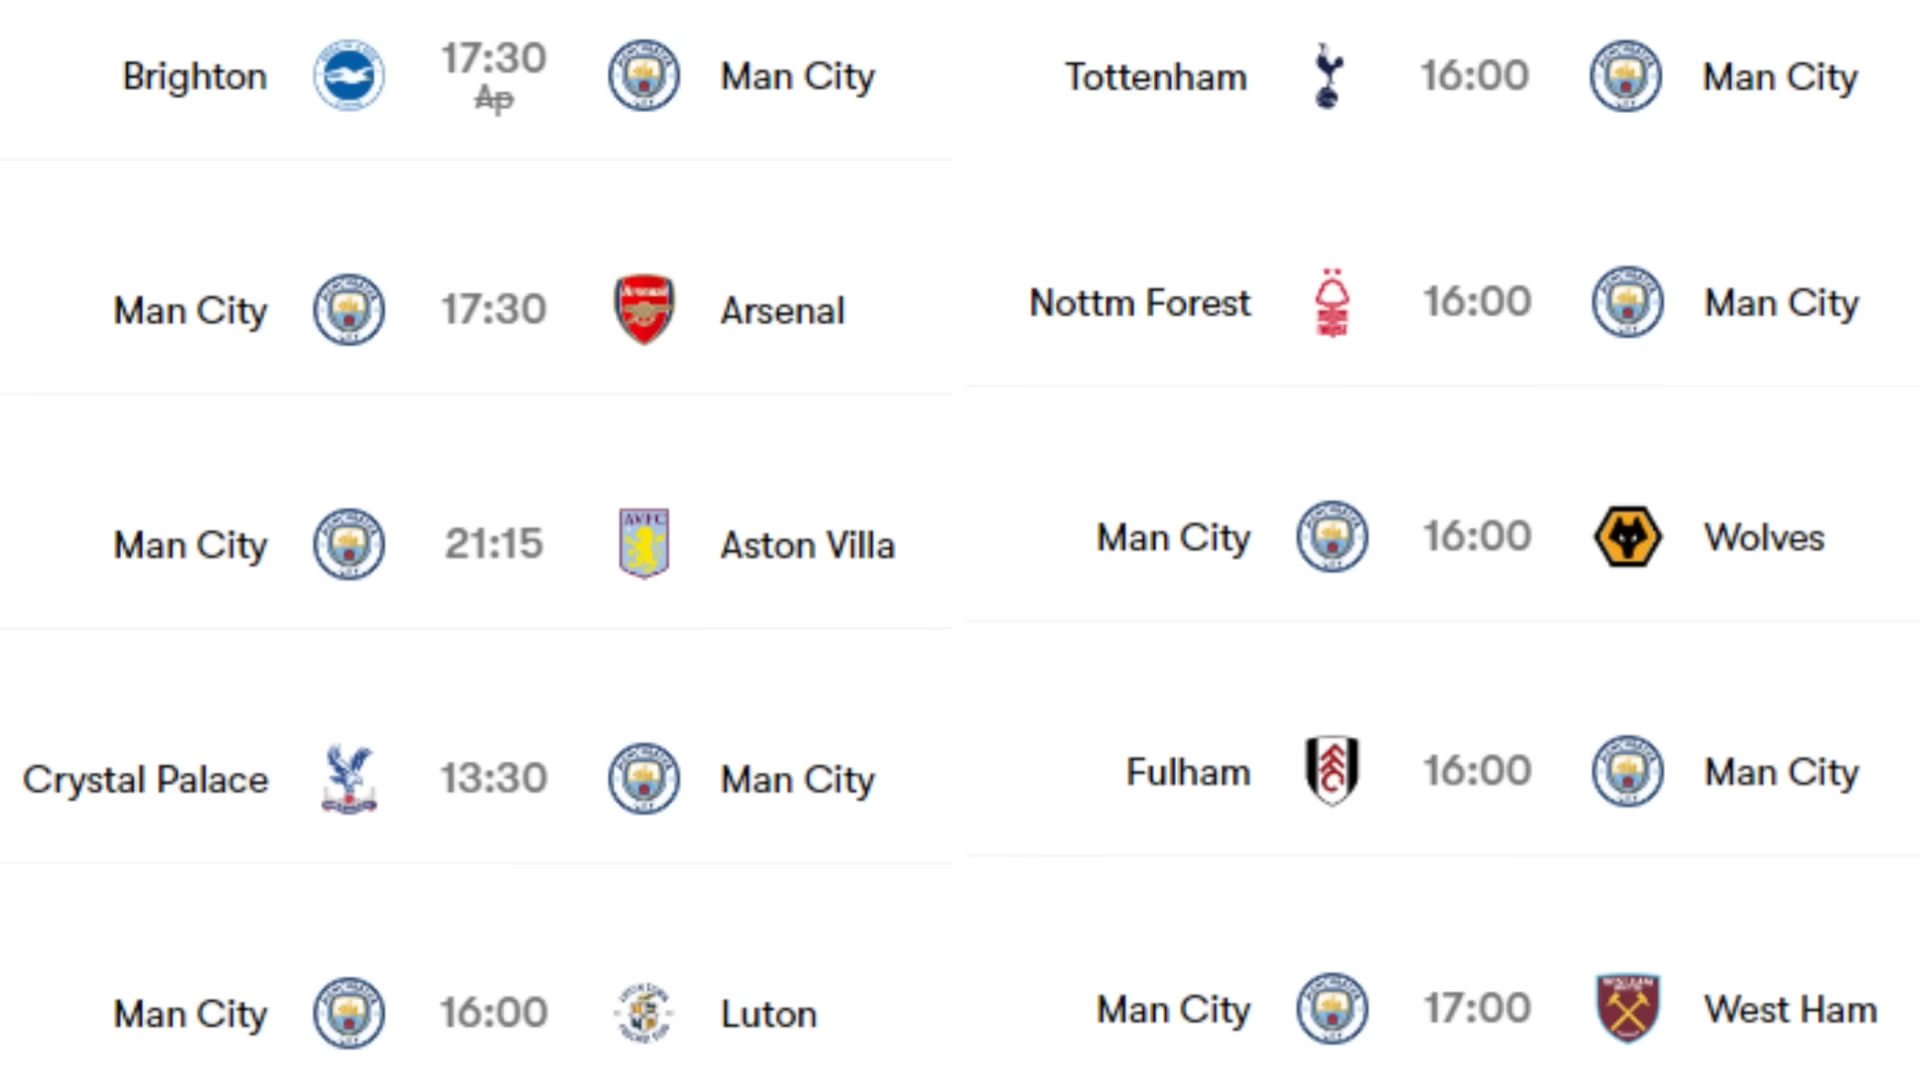 Brighton 17:30 Man City
Ap
Man City 17:30 Arsenal
Man City 21:15 AVFC Aston Villa
Crystal Palace 13:30 Man City
Man City 16:00 Luton
Tottenham 16:00 Man City
Nottm Forest 16:00 Man City
Man City 16:00 Wolves
Fulham 16:00 Man City
Man City 17:00 West Ham